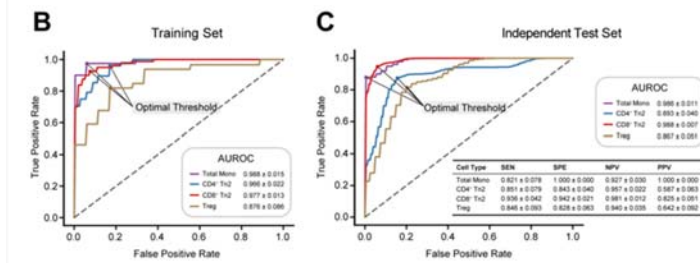 B
Training Set
True Positive Rate
1.0
0.8
0.6
0.4
0.2
0.0
Optimal Threshold
AUROC
Total Mono 0.988 ± 0.015
CD4⁺ Tn2 0.966 ± 0.022
CD8⁺ Tn2 0.977 ± 0.013
Treg 0.876 ± 0.086
0.0 0.2 0.4 0.6 0.8 1.0
False Positive Rate
C
Independent Test Set
True Positive Rate
1.0
0.8
0.6
0.4
0.2
0.0
Optimal Threshold
AUROC
Total Mono 0.986 ± 0.011
CD4⁺ Tn2 0.893 ± 0.040
CD8⁺ Tn2 0.988 ± 0.007
Treg 0.867 ± 0.051
Cell Type SEN SPE NPV PPV
Total Mono 0.821 ± 0.079 1.000 ± 0.000 0.927 ± 0.030 1.000 ± 0.000
CD4⁺ Tn2 0.851 ± 0.079 0.843 ± 0.040 0.957 ± 0.022 0.587 ± 0.063
CD8⁺ Tn2 0.936 ± 0.042 0.942 ± 0.021 0.981 ± 0.012 0.825 ± 0.051
Treg 0.846 ± 0.093 0.828 ± 0.063 0.940 ± 0.035 0.642 ± 0.092
0.0 0.2 0.4 0.6 0.8 1.0
False Positive Rate